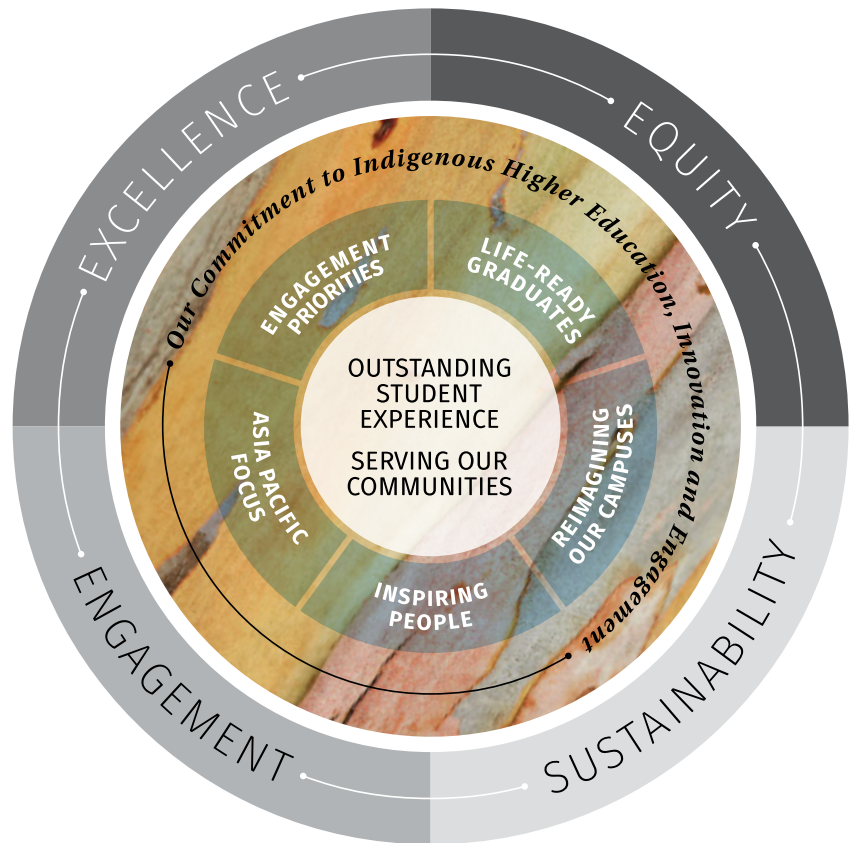 EXCELLENCE
EQUITY
Our Commitment to Indigenous Higher Education, Innovation and Engagement
ENGAGEMENT
PRIORITIES
LIFE-READY
GRADUATES
OUTSTANDING
STUDENT
EXPERIENCE
SERVING OUR
COMMUNITIES
ASIA PACIFIC
FOCUS
REIMAGINING
OUR CAMPUSES
INSPIRING
PEOPLE
ENGAGEMENT
SUSTAINABILITY